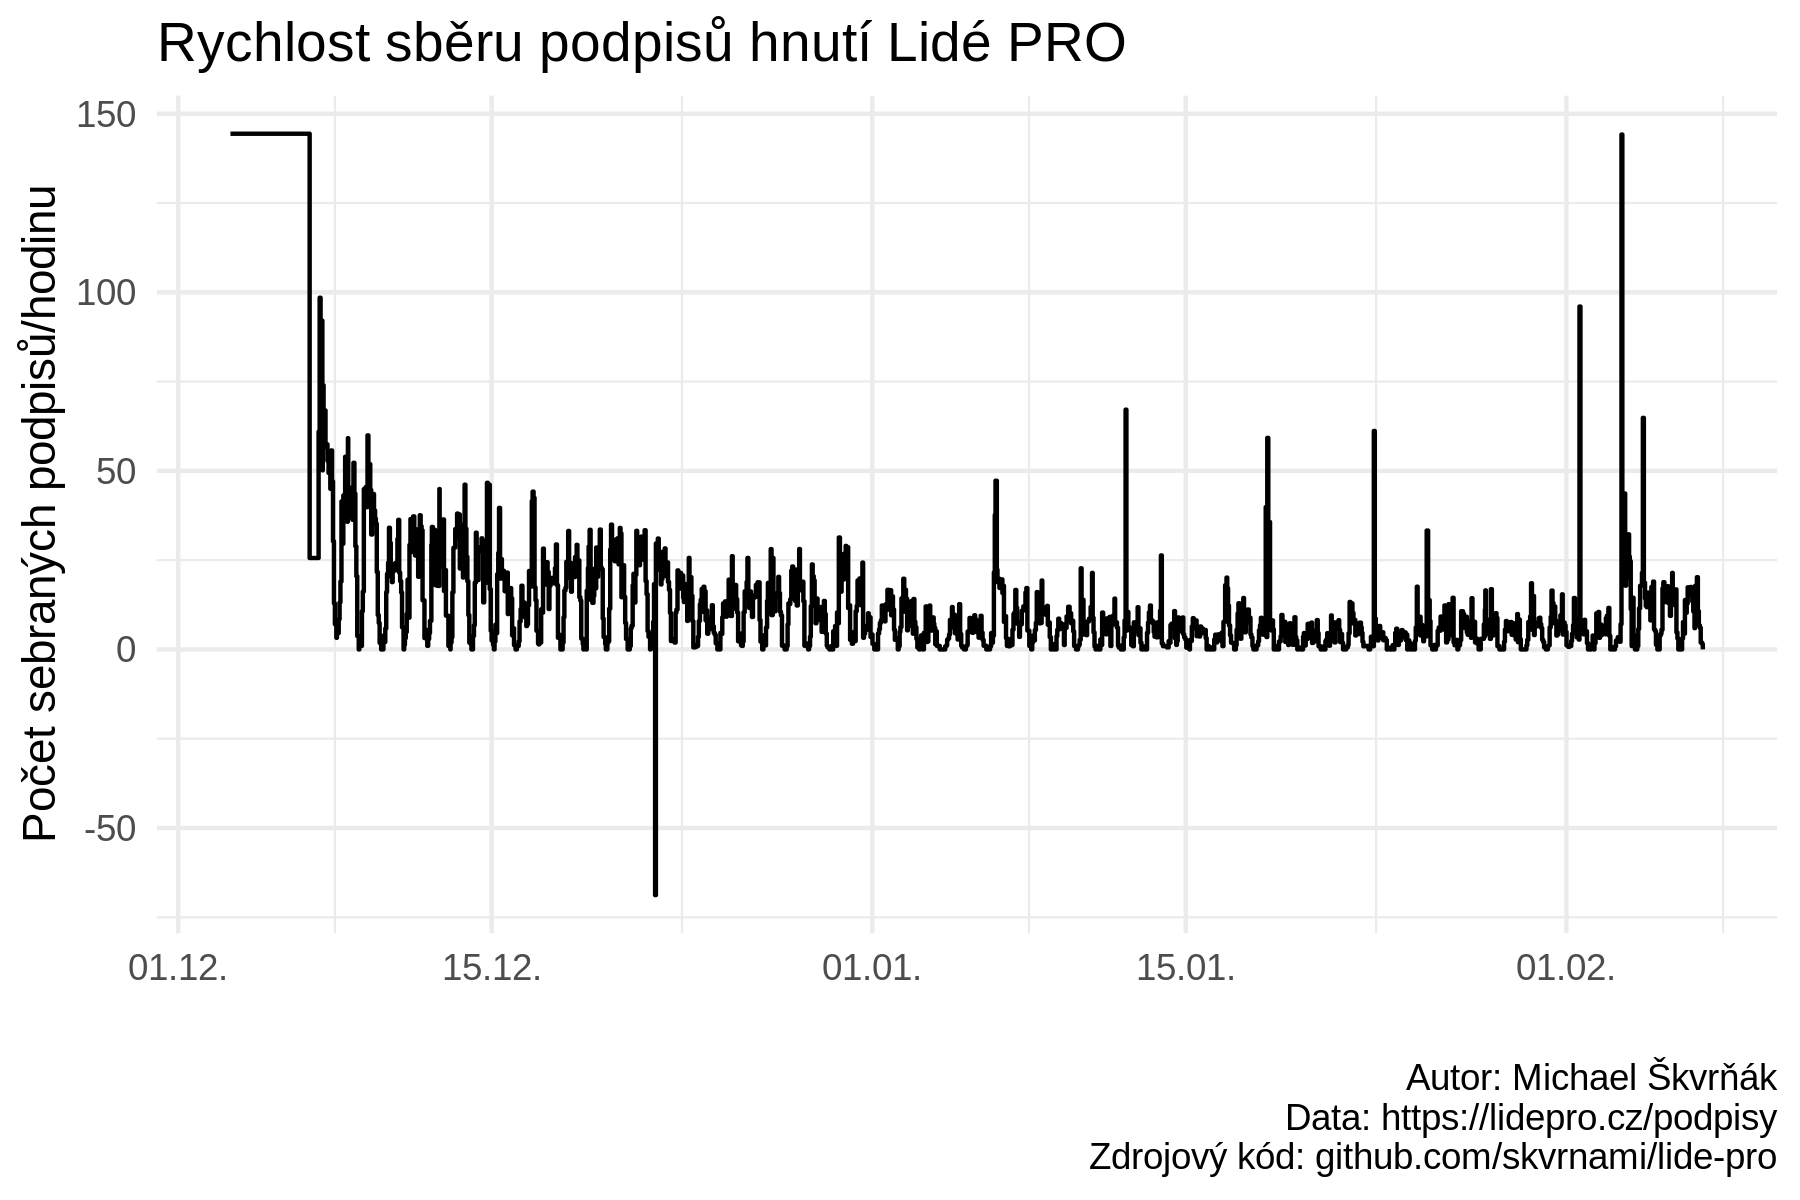 Rychlost sběru podpisů hnutí Lidé PRO
Počet sebraných podpisů/hodinu
150
100
50
0
-50
01.12.
15.12.
01.01.
15.01.
01.02.
Autor: Michael Škvrňák
Data: https://lidepro.cz/podpisy
Zdrojový kód: github.com/skvrnami/lide-pro